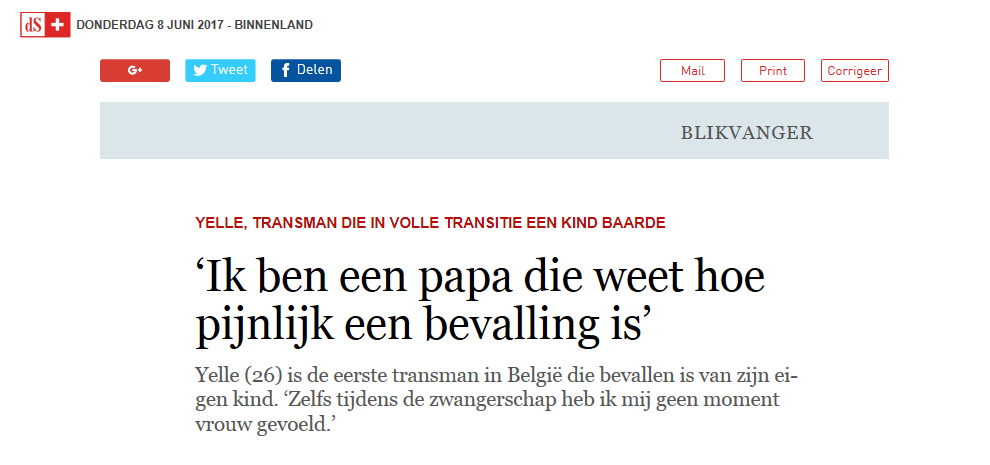 dS+ DONDERDAG 8 JUNI 2017 - BINNENLAND
G+ Tweet f Delen Mail Print Corrigeer
BLIKVANGER
YELLE, TRANSMAN DIE IN VOLLE TRANSITIE EEN KIND BAARDE
‘Ik ben een papa die weet hoe
pijnlijk een bevalling is’
Yelle (26) is de eerste transman in België die bevallen is van zijn ei-
gen kind. ‘Zelfs tijdens de zwangerschap heb ik mij geen moment
vrouw gevoeld.’